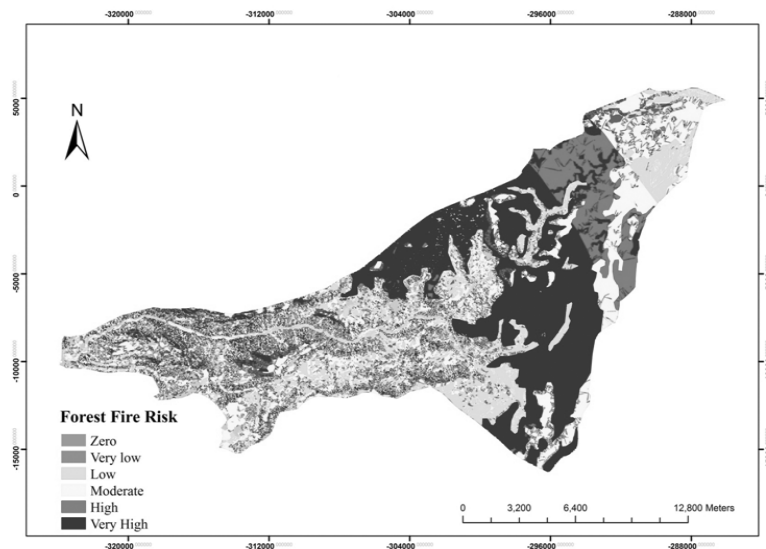 -320000 -312000 -304000 -296000 -288000
5000
0
-5000
-10000
-15000
N
Forest Fire Risk
Zero
Very low
Low
Moderate
High
Very High
0 3,200 6,400 12,800 Meters
-320000 -312000 -304000 -296000 -288000